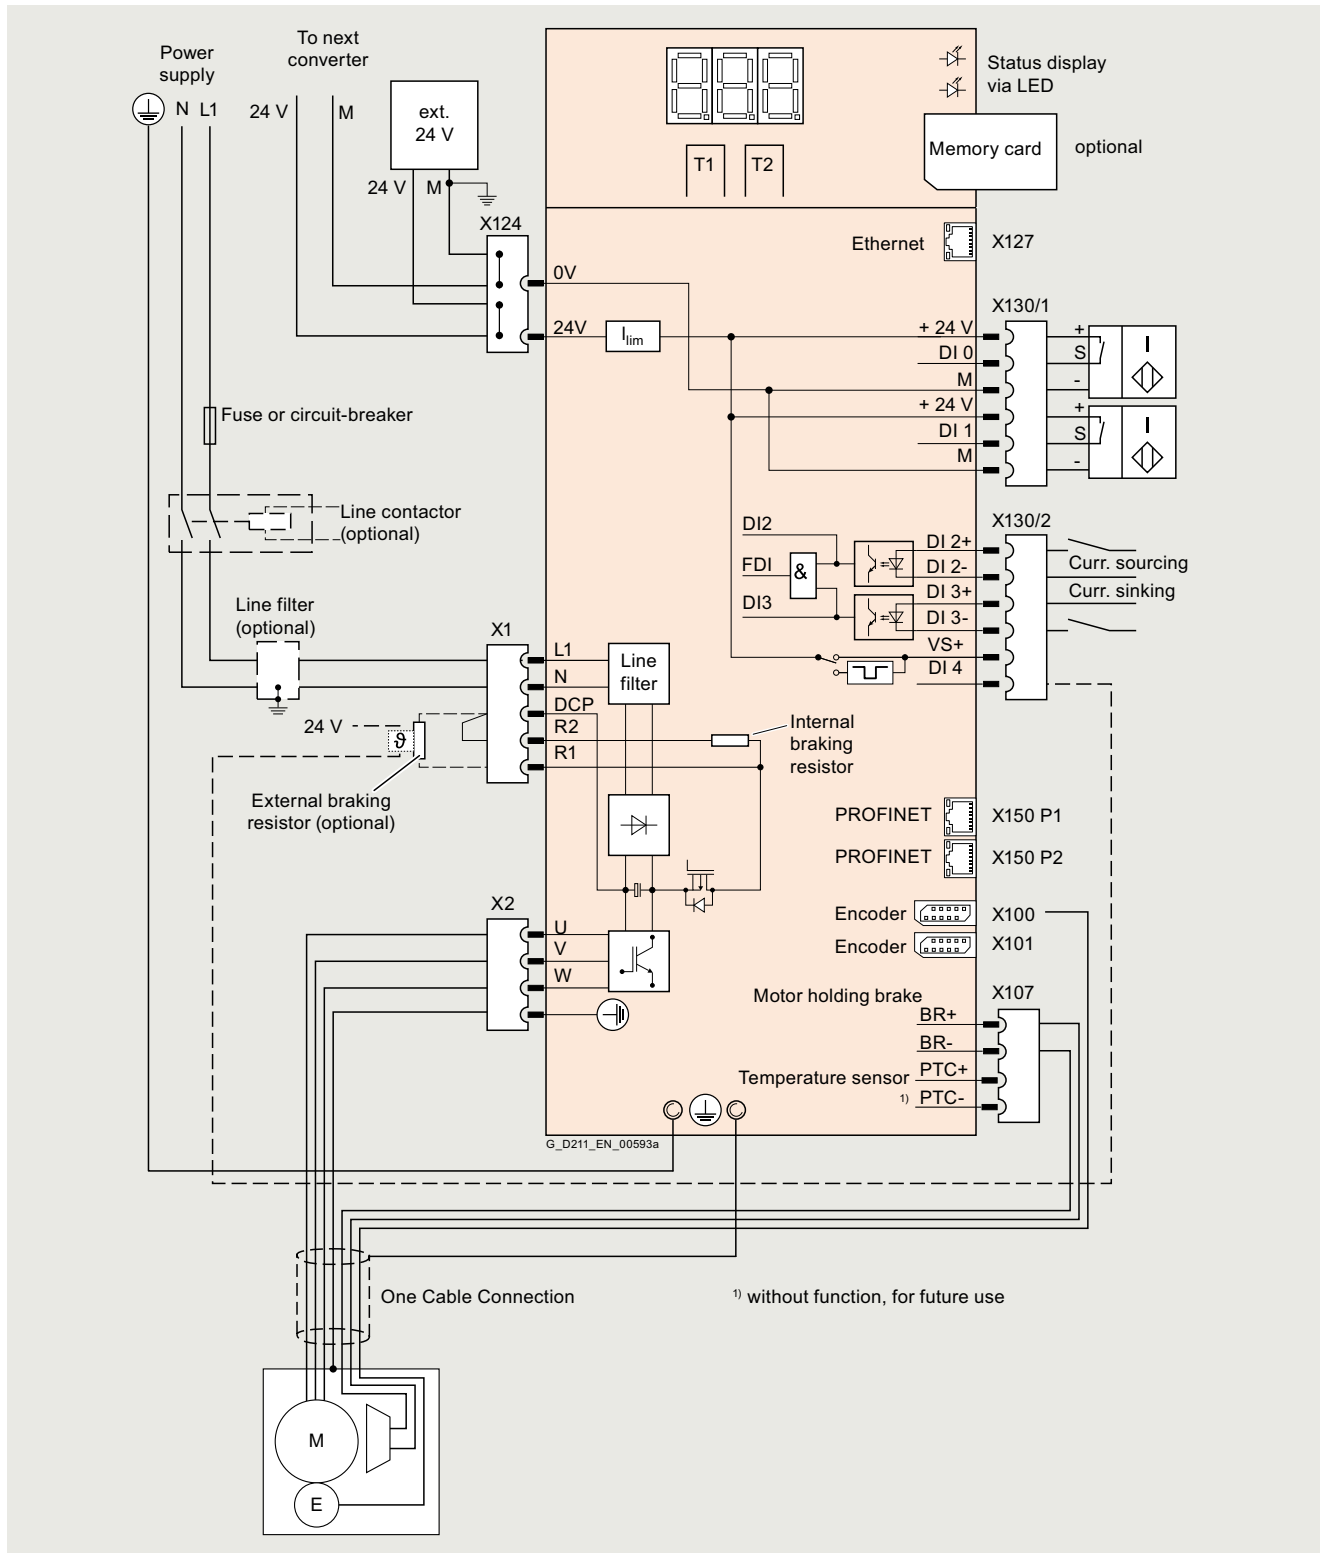 Power
supply
N L1
To next
converter
24 V
M
ext.
24 V
24 V
M
X124
T1
T2
Status display
via LED
Memory card
optional
Ethernet
X127
0V
24V
Ilim
X130/1
+ 24 V
DI 0
M
+ 24 V
DI 1
M
+
S
-
I
+
S
-
I
Fuse or circuit-breaker
Line contactor
(optional)
Line filter
(optional)
X130/2
DI2
FDI
&
DI3
DI 2+
DI 2-
DI 3+
DI 3-
VS+
DI 4
Curr. sourcing
Curr. sinking
X1
L1
N
DCP
R2
R1
Line
filter
24 V
ϑ
Internal
braking
resistor
External braking
resistor (optional)
PROFINET
X150 P1
PROFINET
X150 P2
X2
U
V
W
Encoder
X100
Encoder
X101
Motor holding brake
X107
BR+
BR-
Temperature sensor
PTC+
1) PTC-
G_D211_EN_00593a
One Cable Connection
1) without function, for future use
M
E